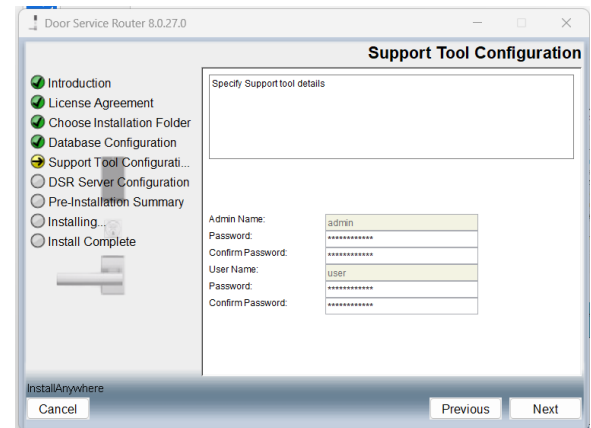 Door Service Router 8.0.27.0
Support Tool Configuration
Introduction
License Agreement
Choose Installation Folder
Database Configuration
Support Tool Configurati...
DSR Server Configuration
Pre-Installation Summary
Installing...
Install Complete
Specify Support tool details
Admin Name: admin
Password: ************
Confirm Password: ************
User Name: user
Password: ************
Confirm Password: ************
InstallAnywhere
Cancel Previous Next